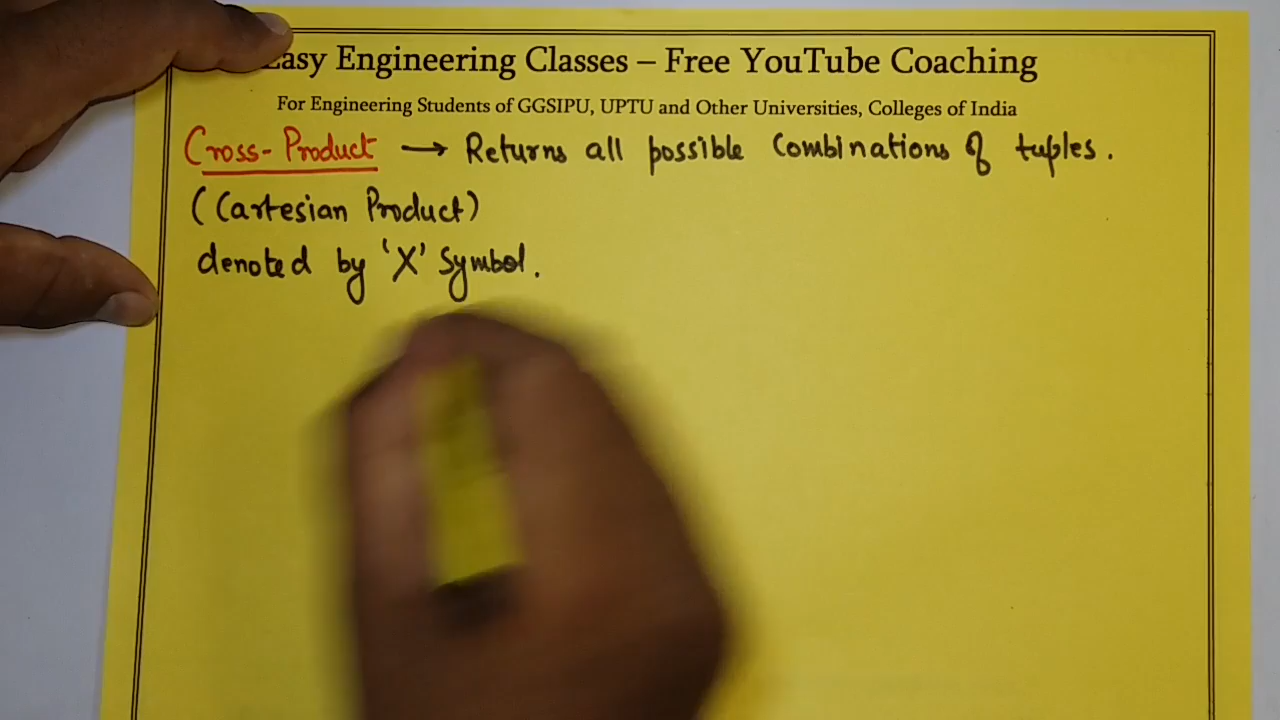 Easy Engineering Classes – Free YouTube Coaching
For Engineering Students of GGSIPU, UPTU and Other Universities, Colleges of India
Cross-Product → Returns all possible Combinations of tuples.
(Cartesian Product)
denoted by 'X' Symbol.